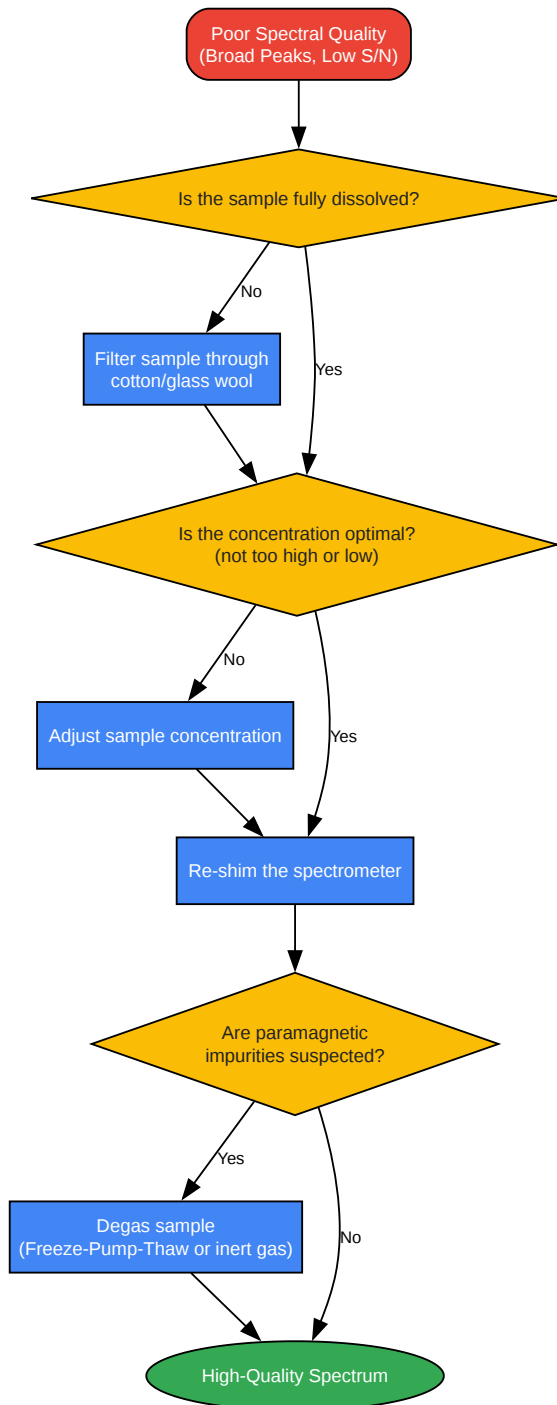 Poor Spectral Quality
(Broad Peaks, Low S/N)
Is the sample fully dissolved?
No
Filter sample through
cotton/glass wool
Yes
Is the concentration optimal?
(not too high or low)
No
Adjust sample concentration
Yes
Re-shim the spectrometer
Are paramagnetic
impurities suspected?
Yes
Degas sample
(Freeze-Pump-Thaw or inert gas)
No
High-Quality Spectrum